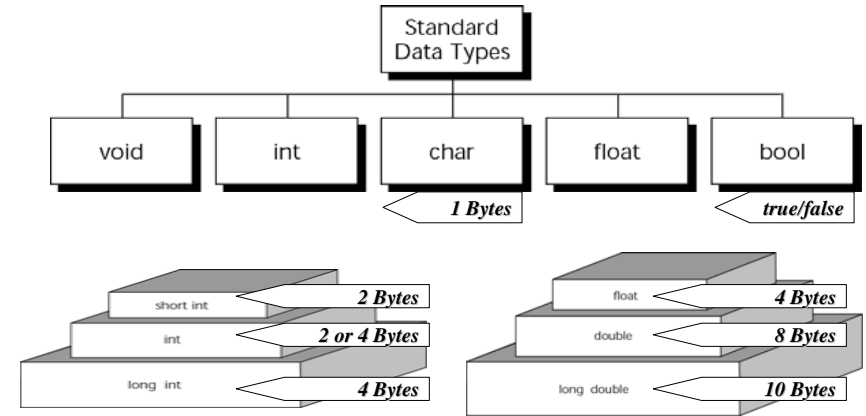 Standard
Data Types
void
int
char
float
bool
1 Bytes
true/false
short int
2 Bytes
int
2 or 4 Bytes
long int
4 Bytes
float
4 Bytes
double
8 Bytes
long double
10 Bytes